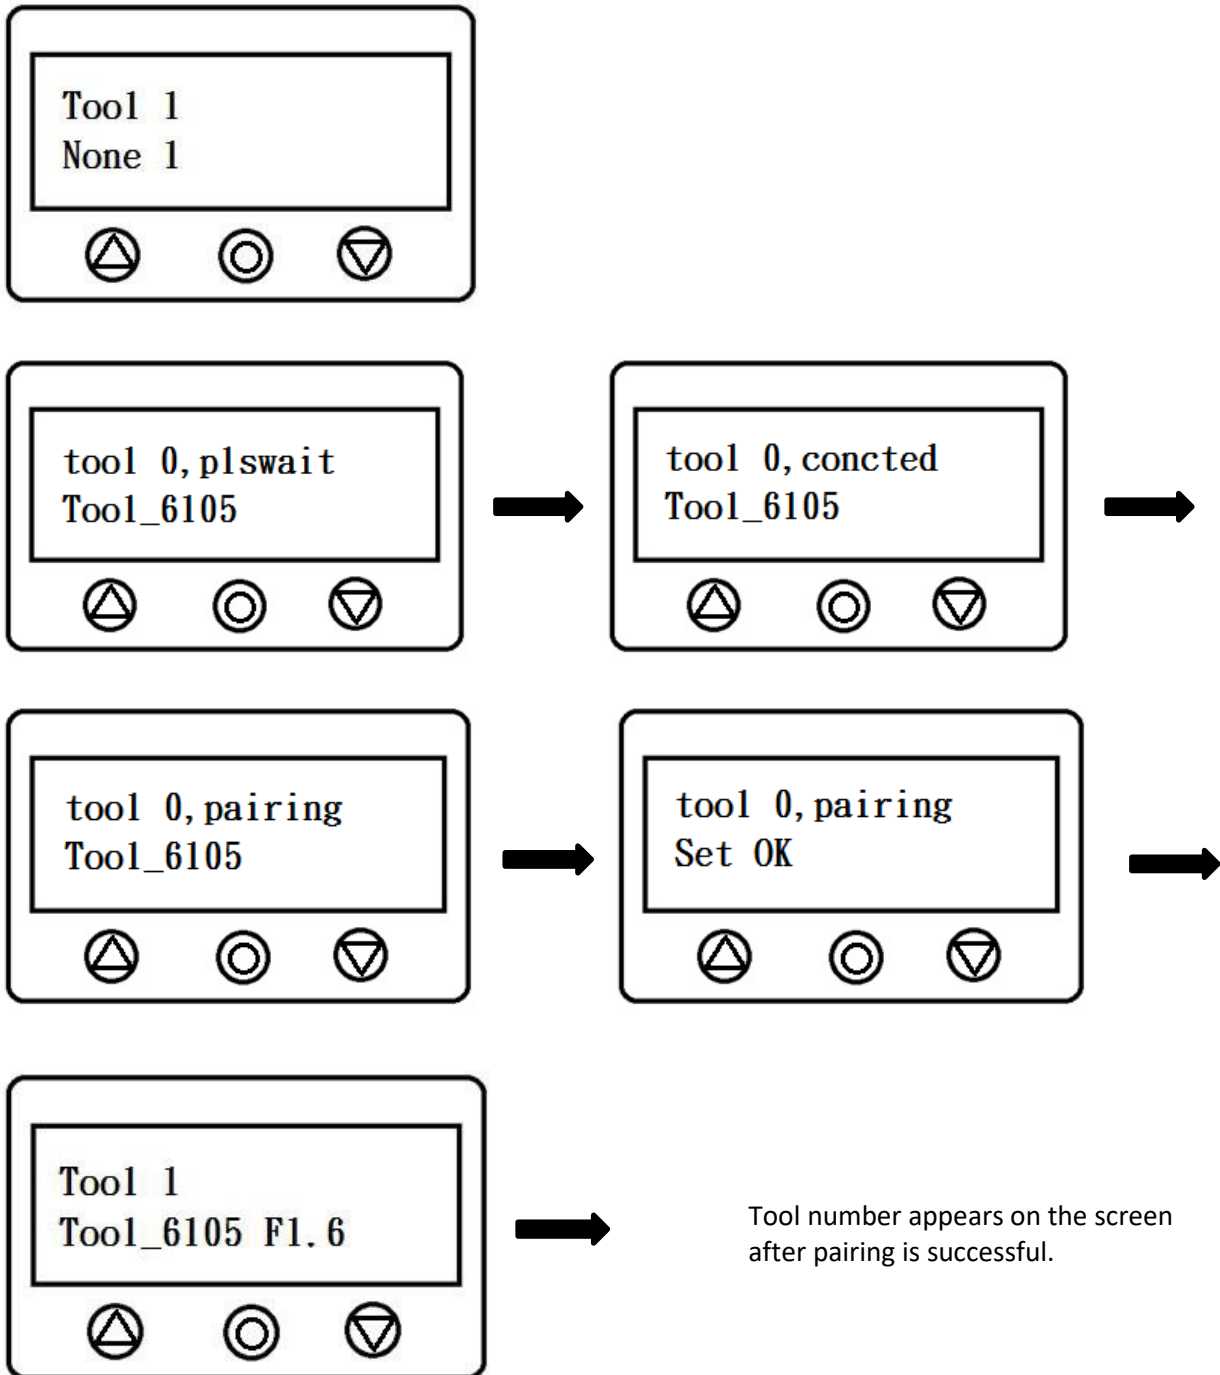 Tool 1
None 1
tool 0,plswait
Tool_6105
tool 0,concted
Tool_6105
tool 0,pairing
Tool_6105
tool 0,pairing
Set OK
Tool 1
Tool_6105 F1.6
Tool number appears on the screen
after pairing is successful.